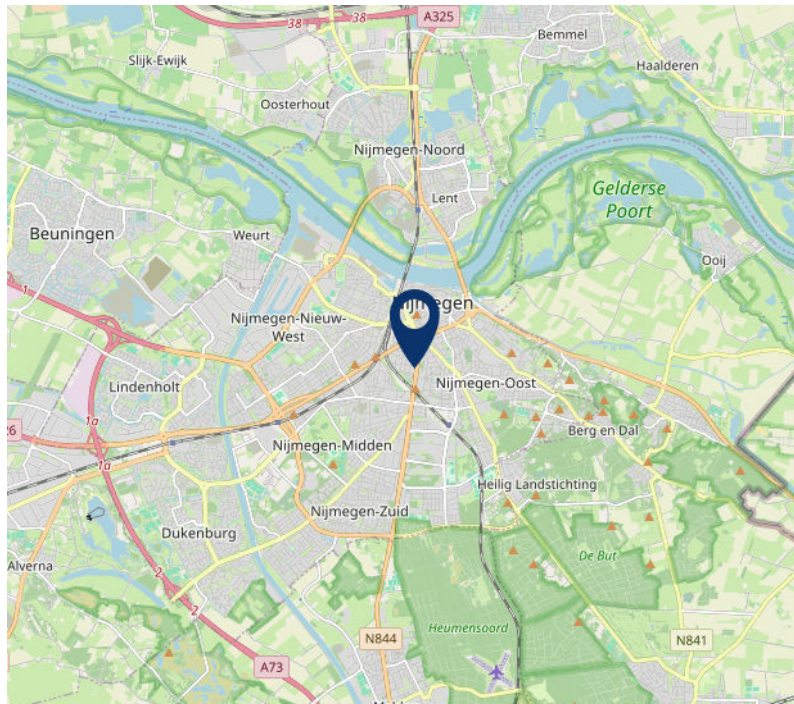 38
38
A325
Bemmel
Slijk-Ewijk
Haalderen
Oosterhout
Nijmegen-Noord
Gelderse
Poort
Lent
Beuningen
Weurt
Ooij
1
Nijmegen
Nijmegen-Nieuw-
West
Lindenholt
Nijmegen-Oost
1a
26
Berg en Dal
Nijmegen-Midden
1a
Heilig Landstichting
Nijmegen-Zuid
Dukenburg
De But
Alverna
2
2
Heumensoord
N844
N841
A73